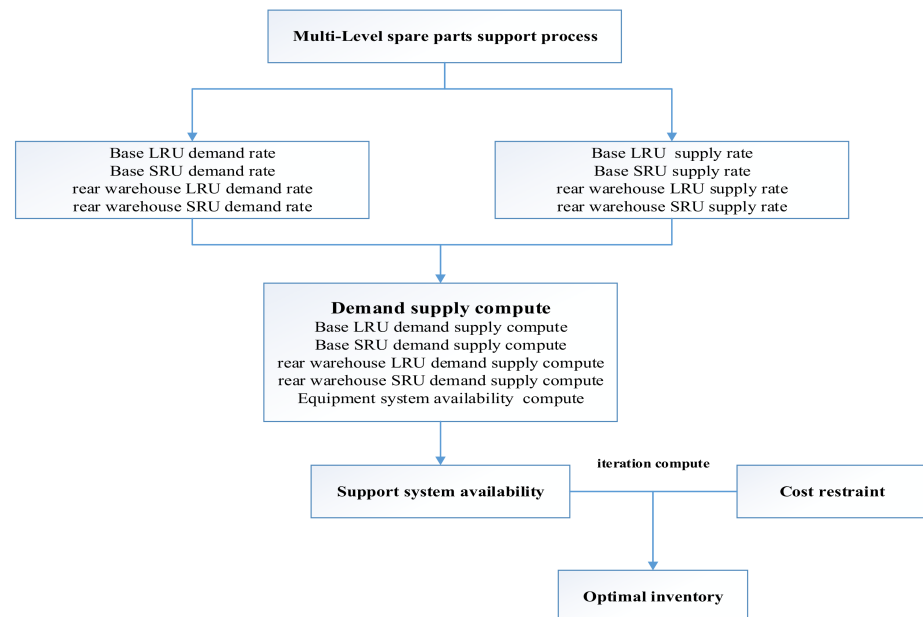 Multi-Level spare parts support process
Base LRU demand rate
Base SRU demand rate
rear warehouse LRU demand rate
rear warehouse SRU demand rate
Base LRU supply rate
Base SRU supply rate
rear warehouse LRU supply rate
rear warehouse SRU supply rate
Demand supply compute
Base LRU demand supply compute
Base SRU demand supply compute
rear warehouse LRU demand supply compute
rear warehouse SRU demand supply compute
Equipment system availability compute
iteration compute
Support system availability
Cost restraint
Optimal inventory